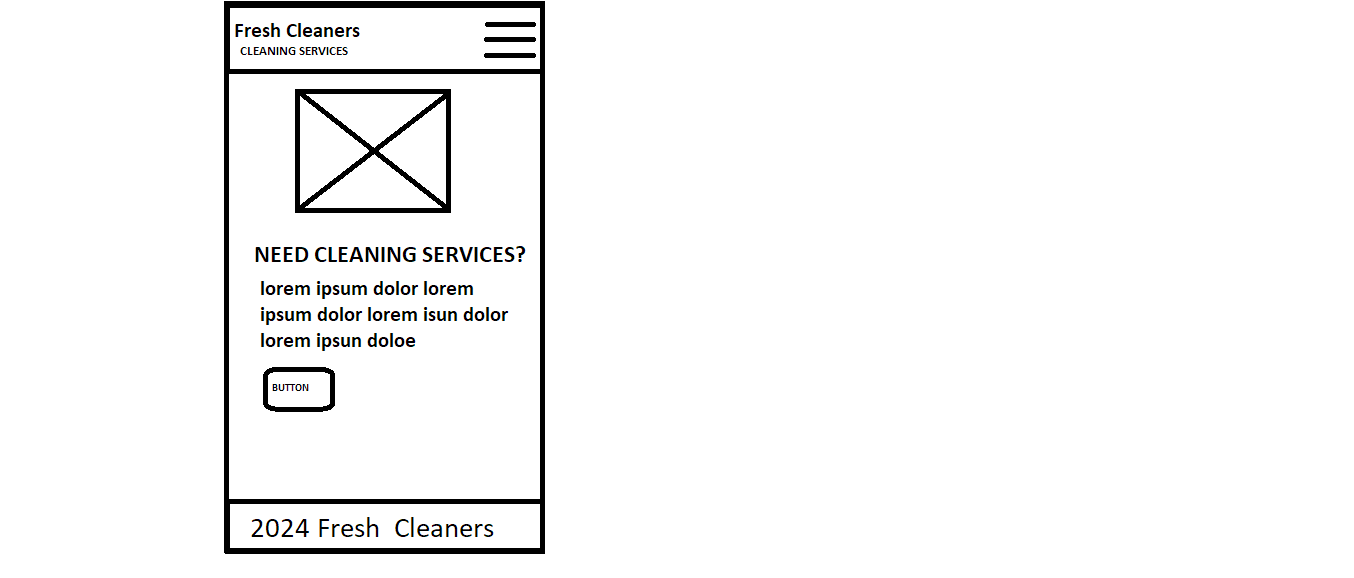 Fresh Cleaners
CLEANING SERVICES
NEED CLEANING SERVICES?
lorem ipsum dolor lorem
ipsum dolor lorem isun dolor
lorem ipsun doloe
BUTTON
2024 Fresh Cleaners